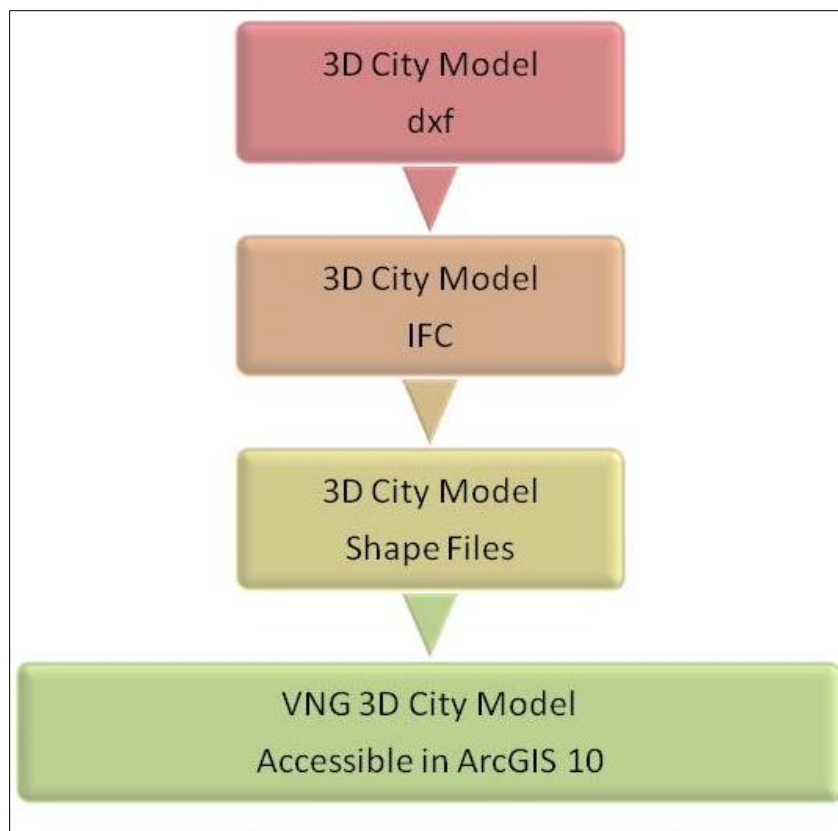 3D City Model
dxf
3D City Model
IFC
3D City Model
Shape Files
VNG 3D City Model
Accessible in ArcGIS 10